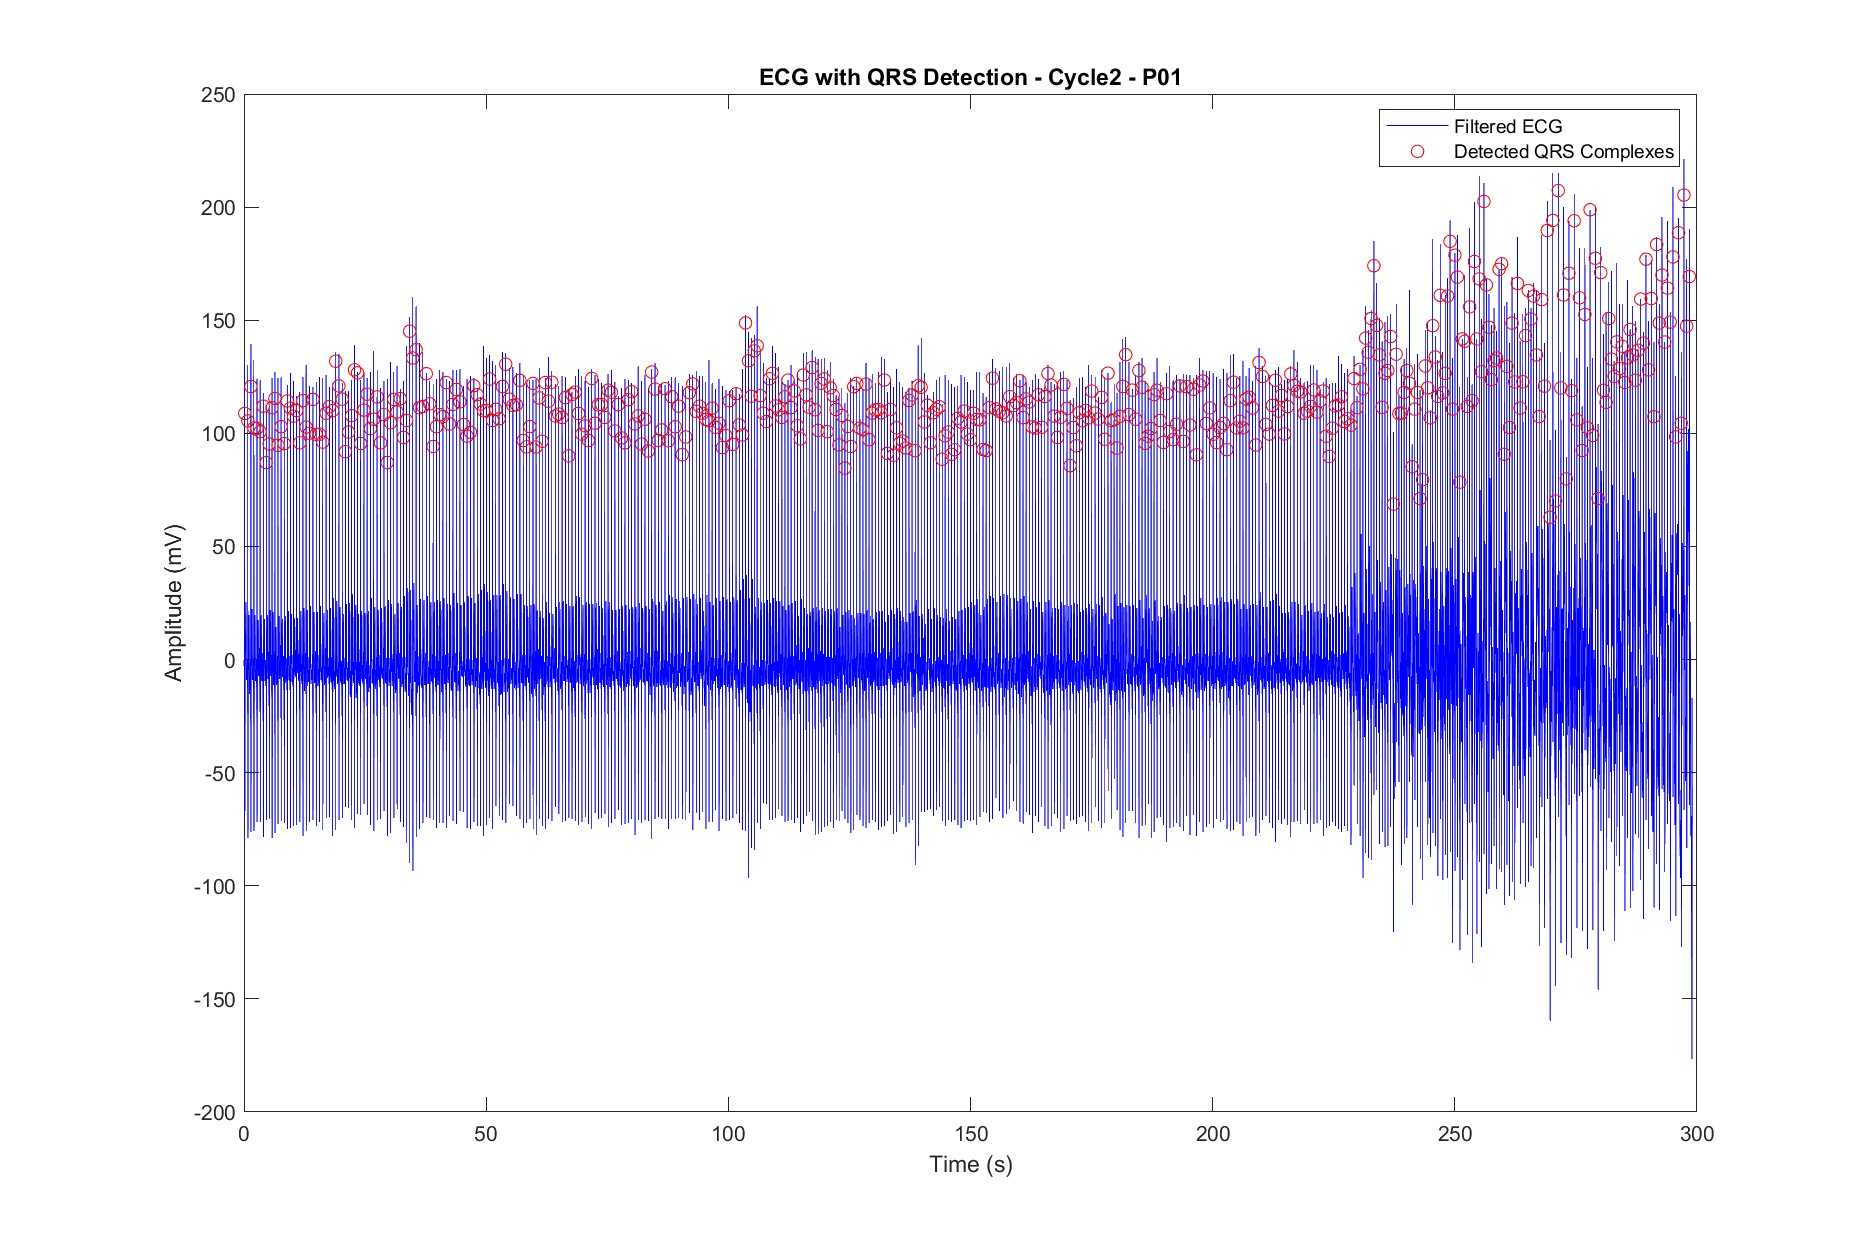 ECG with QRS Detection - Cycle2 - P01
250
200
150
100
50
0
-50
-100
-150
-200
Amplitude (mV)
Filtered ECG
Detected QRS Complexes
0 50 100 150 200 250 300
Time (s)